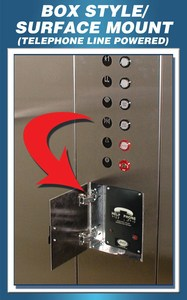 BOX STYLE/
SURFACE MOUNT
(TELEPHONE LINE POWERED)